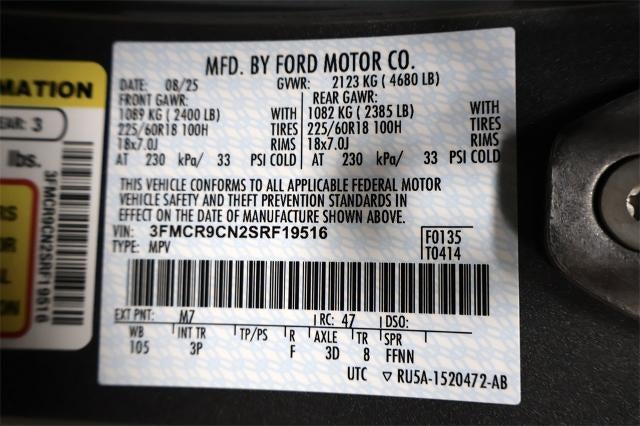 MFD. BY FORD MOTOR CO.
DATE: 08/25 GVWR: 2123 KG ( 4680 LB)
FRONT GAWR: REAR GAWR:
1089 KG ( 2400 LB) WITH 1082 KG ( 2385 LB) WITH
225/60R18 100H TIRES 225/60R18 100H TIRES
18x7.0J RIMS 18x7.0J RIMS
AT 230 kPa/ 33 PSI COLD AT 230 kPa/ 33 PSI COLD
THIS VEHICLE CONFORMS TO ALL APPLICABLE FEDERAL MOTOR
VEHICLE SAFETY AND THEFT PREVENTION STANDARDS IN
EFFECT ON THE DATE OF MANUFACTURE SHOWN ABOVE.
VIN: 3FMCR9CN2SRF19516 F0135
TYPE: MPV T0414
EXT PNT: M7 RC: 47 DSO:
WB INT TR TP/PS R AXLE TR SPR
105 3P F 3D 8 FFNN
UTC ▽ RU5A-1520472-AB
MATION
EAR: 3
lbs.
3FMCR9CN2SRF19516
RS
AL
ION